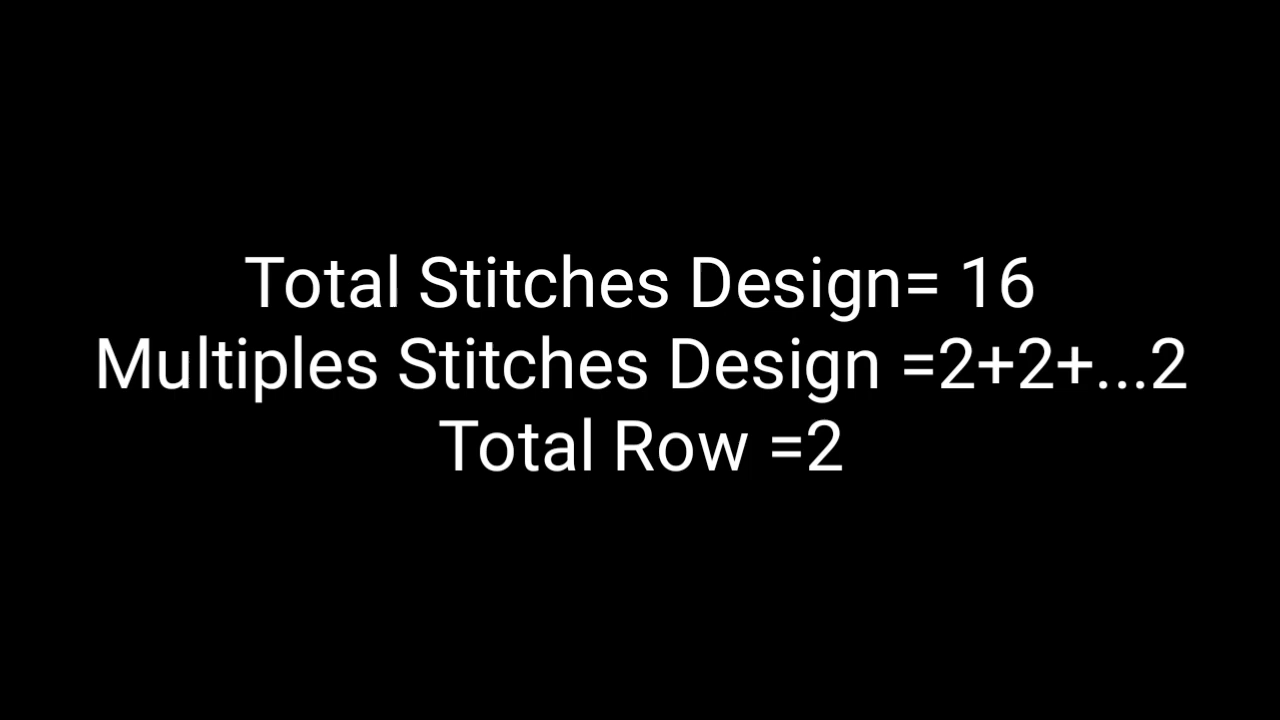 Total Stitches Design= 16
Multiples Stitches Design =2+2+...2
Total Row =2